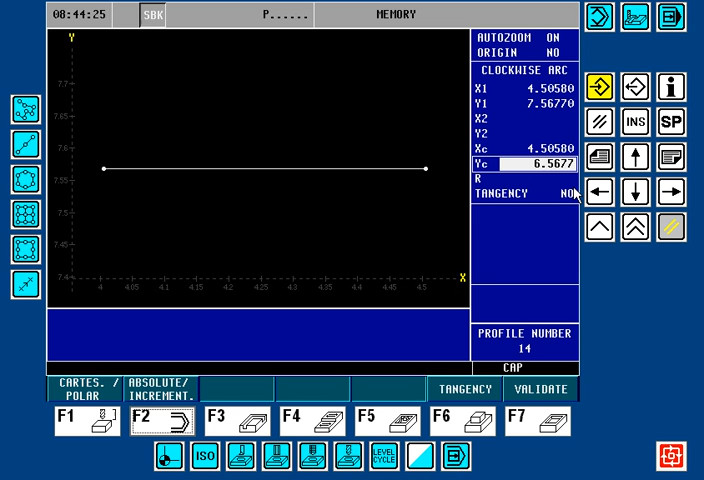 08:44:25 SBK P...... MEMORY
AUTOZOOM ON
ORIGIN NO
CLOCKWISE ARC
X1 4.50580
Y1 7.56770
X2
Y2
Xc 4.50580
Yc 6.5677
R
TANGENCY NO
Y
7.7
7.65
7.6
7.55
7.5
7.45
7.4
X
4 4.05 4.1 4.15 4.2 4.25 4.3 4.35 4.4 4.45 4.5
PROFILE NUMBER
14
CAP
CARTES. / POLAR
ABSOLUTE/ INCREMENT.
TANGENCY
VALIDATE
F1 F2 F3 F4 F5 F6 F7
ISO
LEVEL
CYCLE
INS SP